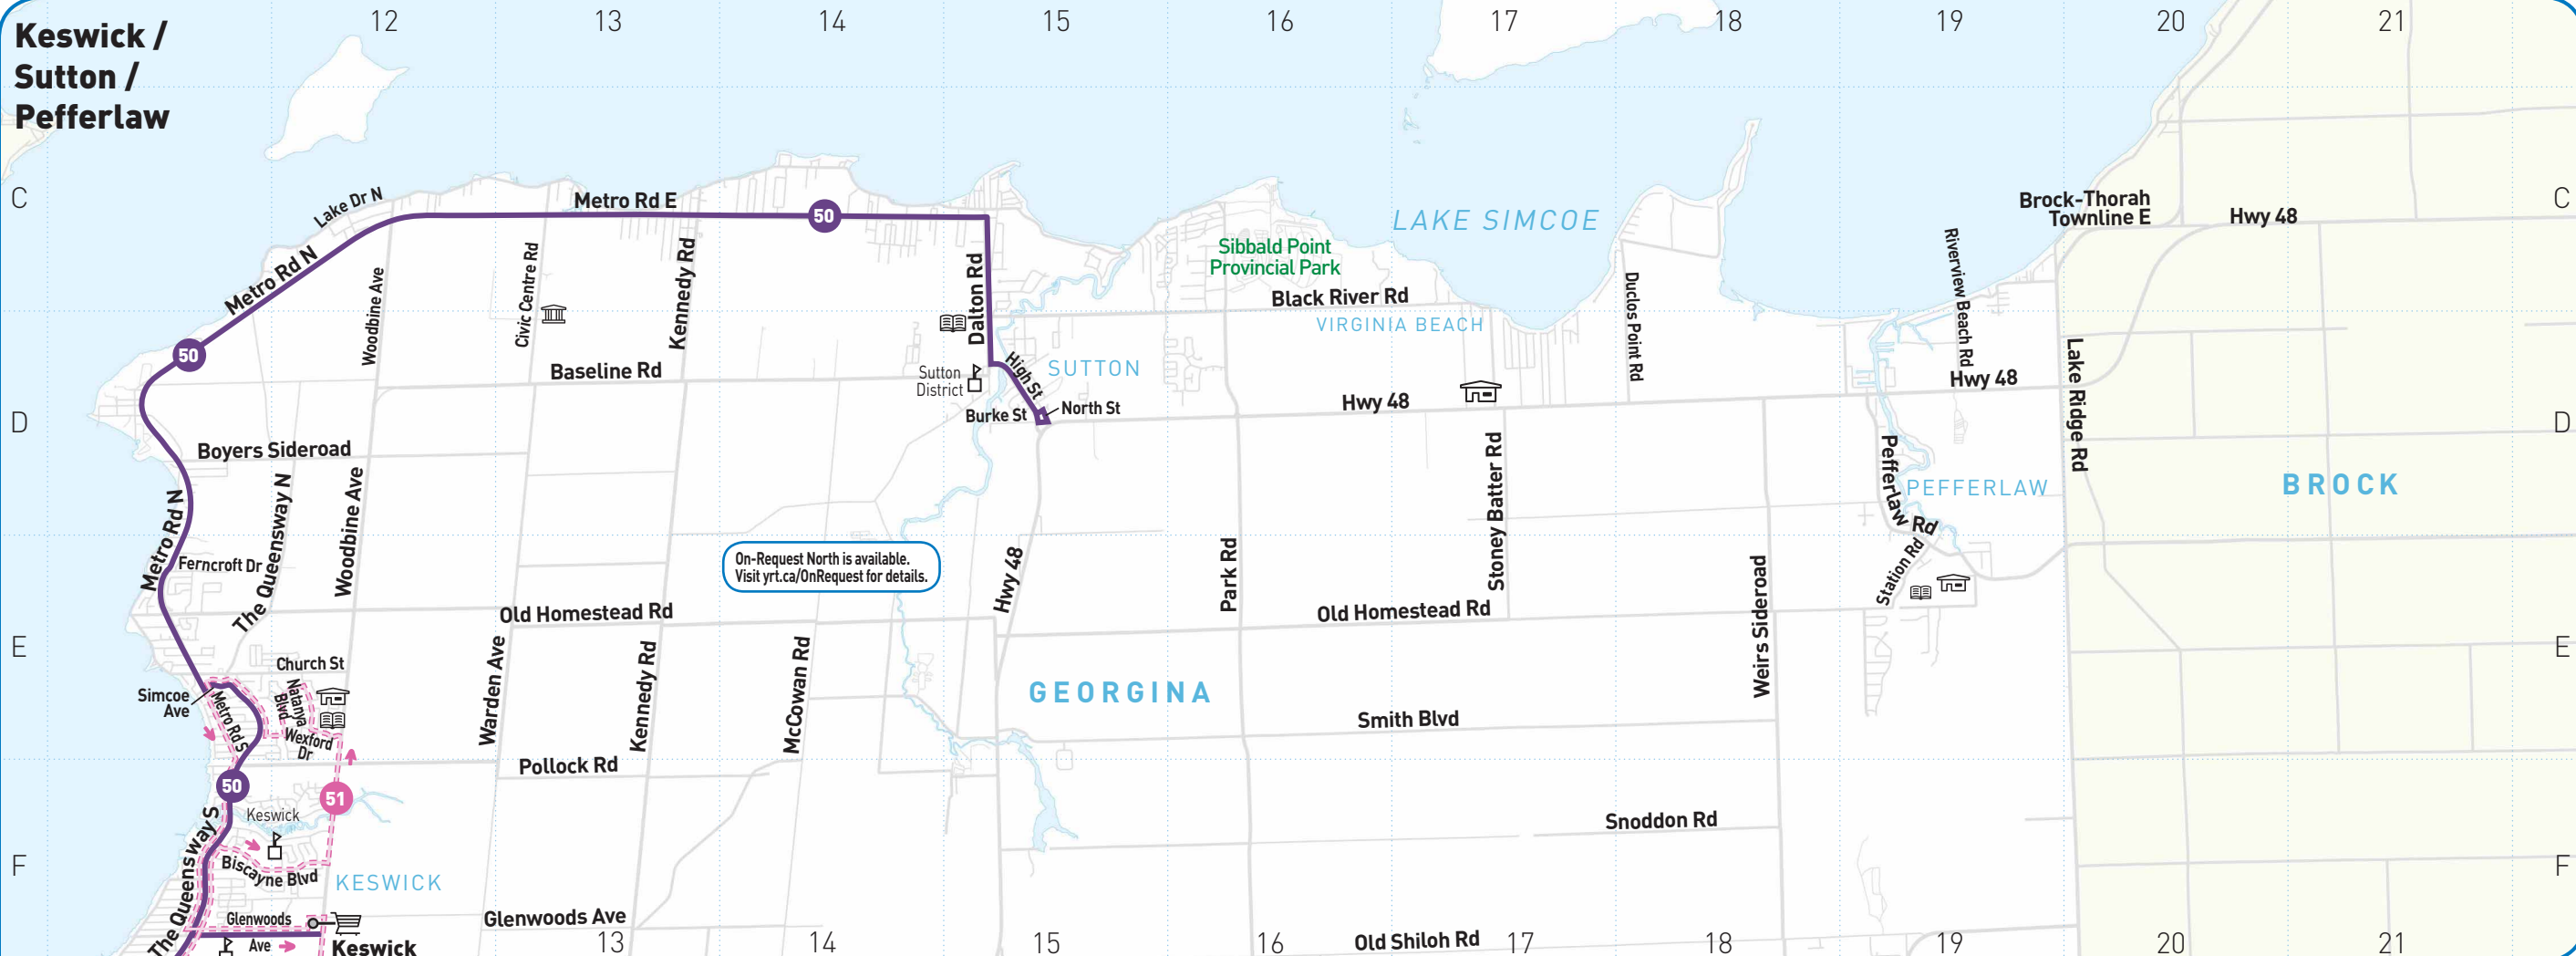 Keswick /
Sutton /
Pefferlaw
12
13
14
15
16
17
18
19
20
21
C
C
Lake Dr N
Metro Rd E
50
Brock-Thorah
Townline E
Hwy 48
LAKE SIMCOE
Sibbald Point
Provincial Park
Metro Rd N
Woodbine Ave
Civic Centre Rd
Kennedy Rd
Dalton Rd
Black River Rd
VIRGINIA BEACH
Duclos Point Rd
Riverview Beach Rd
50
Baseline Rd
Sutton
District
High St
SUTTON
Burke St
North St
Hwy 48
Hwy 48
Lake Ridge Rd
D
D
Boyers Sideroad
Metro Rd N
The Queensway N
Woodbine Ave
Stoney Batter Rd
Pefferlaw Rd
PEFFERLAW
BROCK
Ferncroft Dr
On-Request North is available.
Visit yrt.ca/OnRequest for details.
Hwy 48
Park Rd
Station Rd
Weirs Sideroad
Old Homestead Rd
Old Homestead Rd
E
E
Church St
Warden Ave
Kennedy Rd
McCowan Rd
Simcoe
Ave
Metro Rd S
Natanya
Blvd
Wexford
Dr
GEORGINA
Smith Blvd
Pollock Rd
50
51
Keswick
Snoddon Rd
The Queensway S
Biscayne Blvd
KESWICK
F
F
Glenwoods
Ave
Glenwoods Ave
Keswick
13
14
15
16
Old Shiloh Rd
17
18
19
20
21